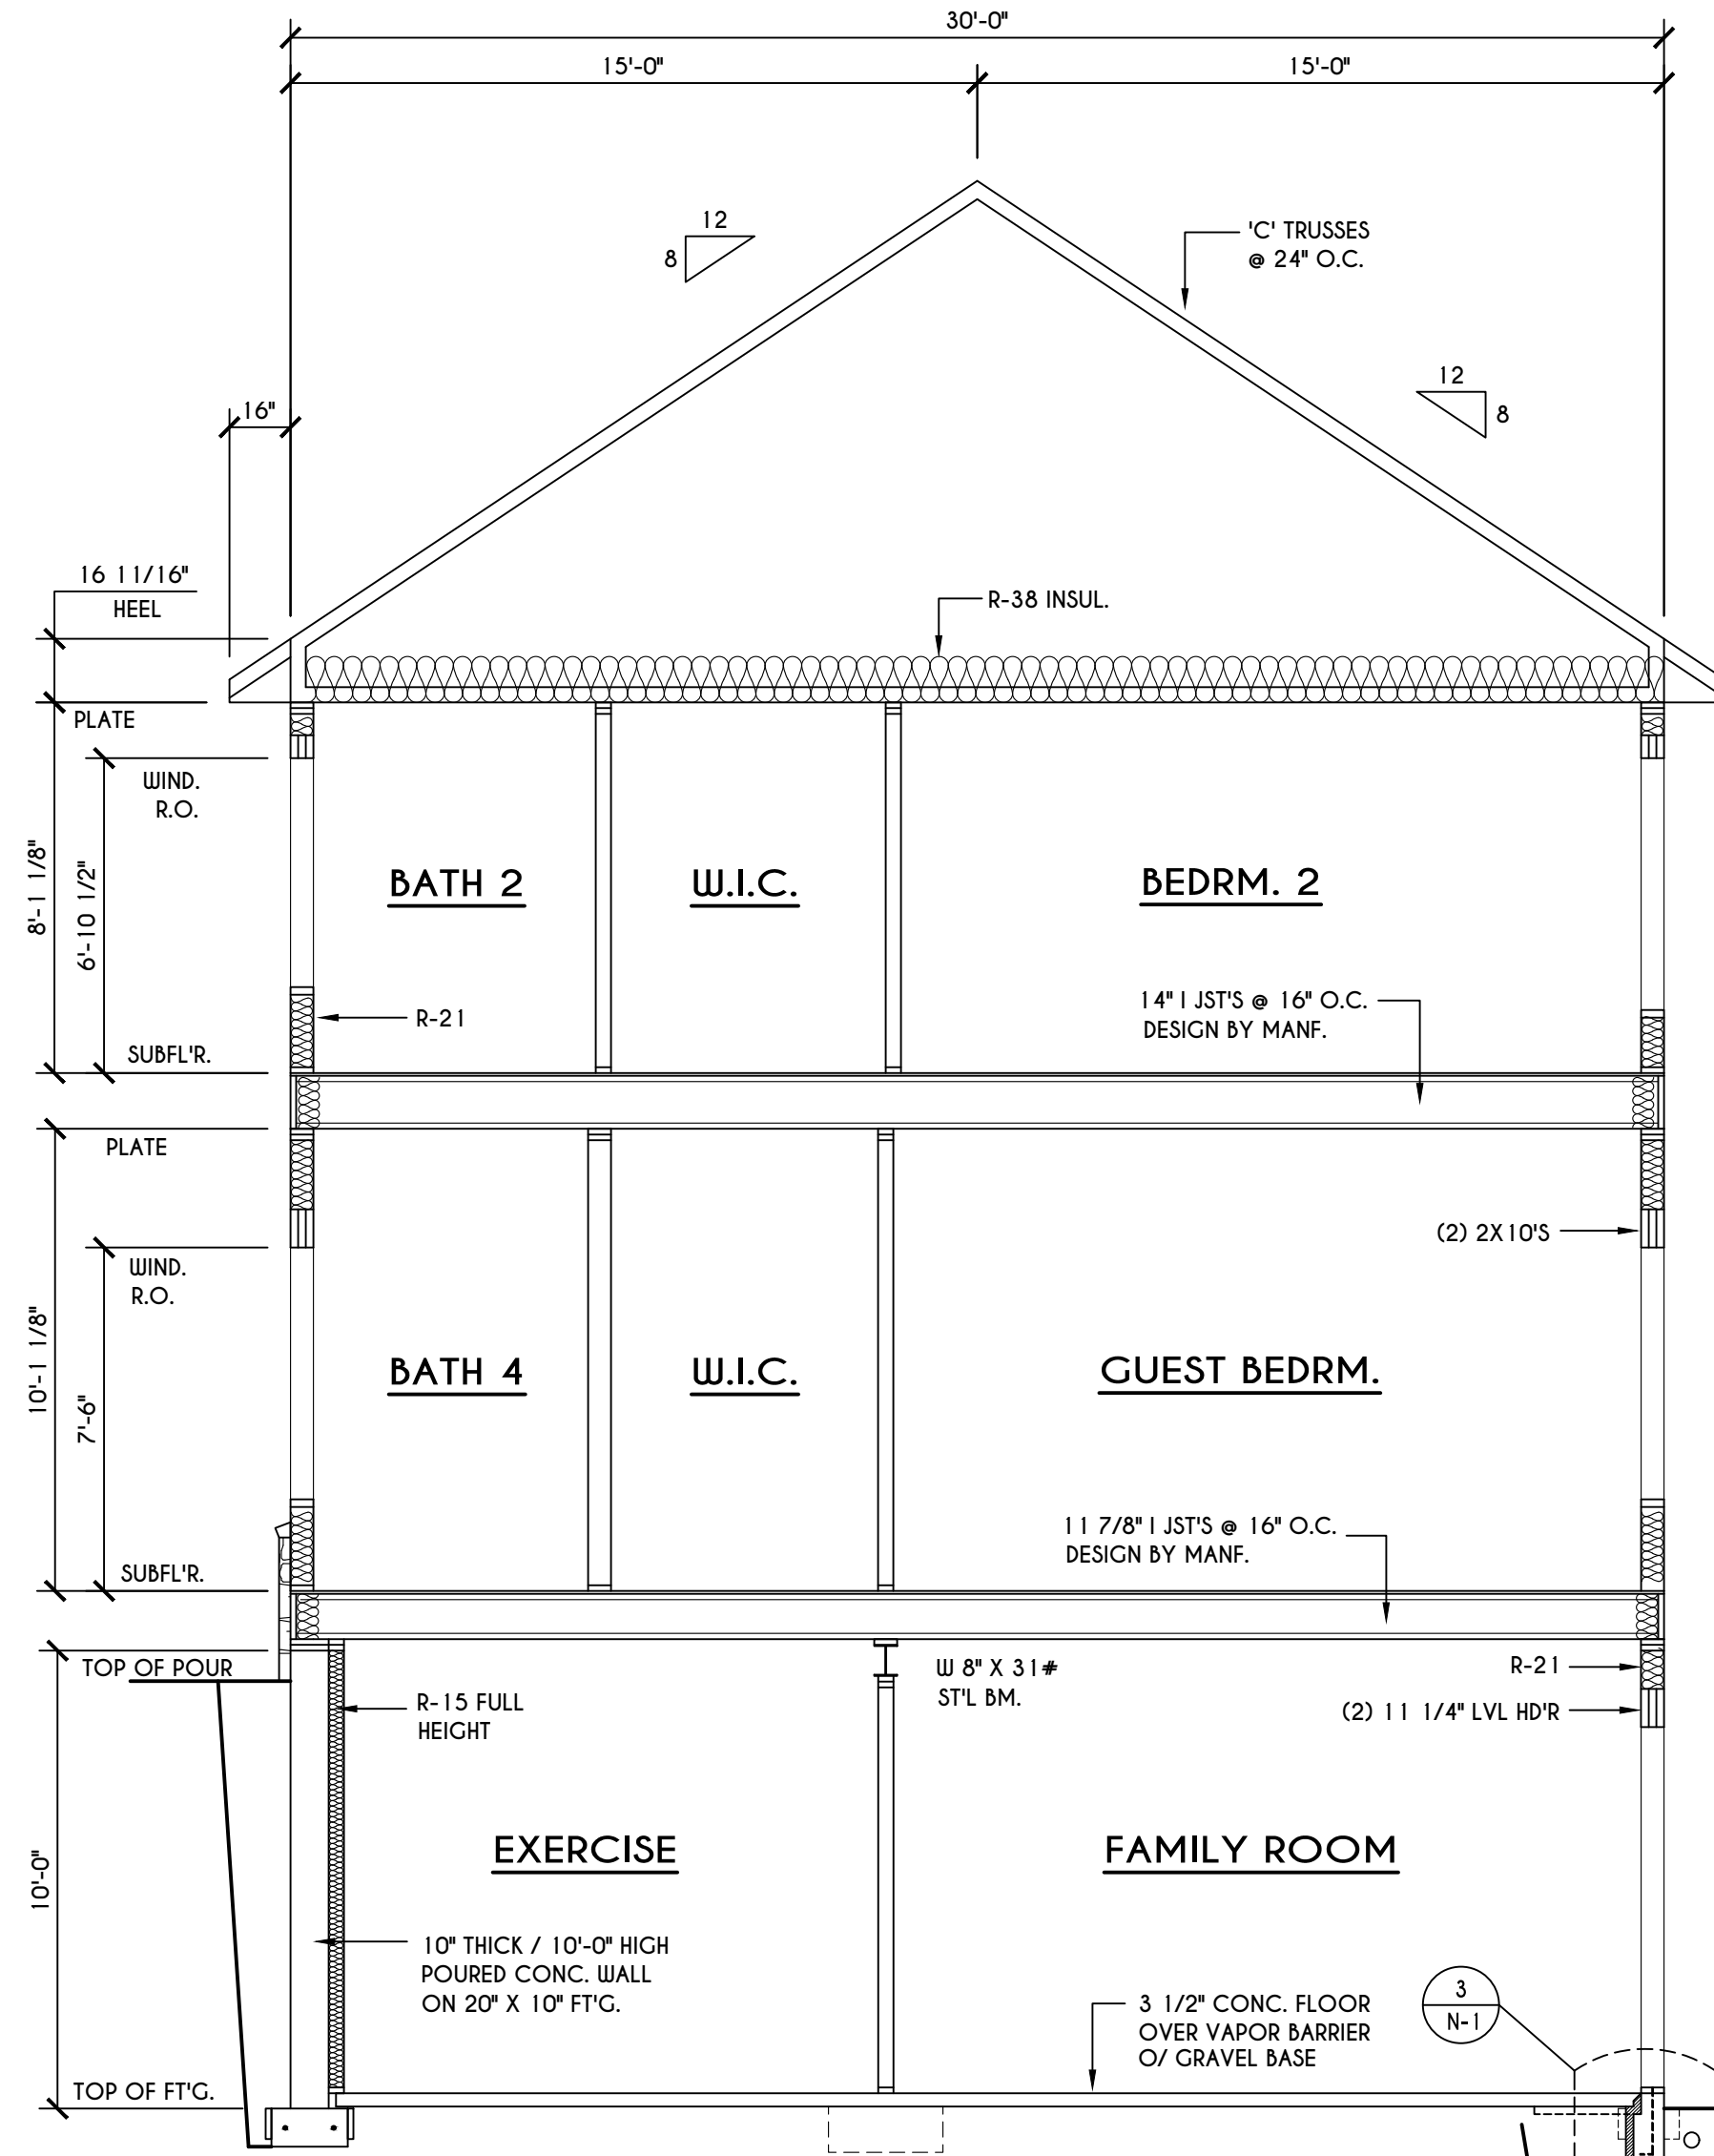 30'-0"
15'-0"
15'-0"
12
8
'C' TRUSSES
@ 24" O.C.
12
8
16"
16 11/16"
HEEL
R-38 INSUL.
PLATE
WIND.
R.O.
8'-1 1/8"
6'-10 1/2"
BATH 2
W.I.C.
BEDRM. 2
R-21
14" I JST'S @ 16" O.C.
DESIGN BY MANF.
SUBFL'R.
PLATE
(2) 2X10'S
WIND.
R.O.
10'-1 1/8"
7'-6"
BATH 4
W.I.C.
GUEST BEDRM.
11 7/8" I JST'S @ 16" O.C.
DESIGN BY MANF.
SUBFL'R.
TOP OF POUR
W 8" X 31#
ST'L BM.
R-21
R-15 FULL
HEIGHT
(2) 11 1/4" LVL HD'R
10'-0"
EXERCISE
FAMILY ROOM
10" THICK / 10'-0" HIGH
POURED CONC. WALL
ON 20" X 10" FT'G.
3 1/2" CONC. FLOOR
OVER VAPOR BARRIER
O/ GRAVEL BASE
3
N-1
TOP OF FT'G.